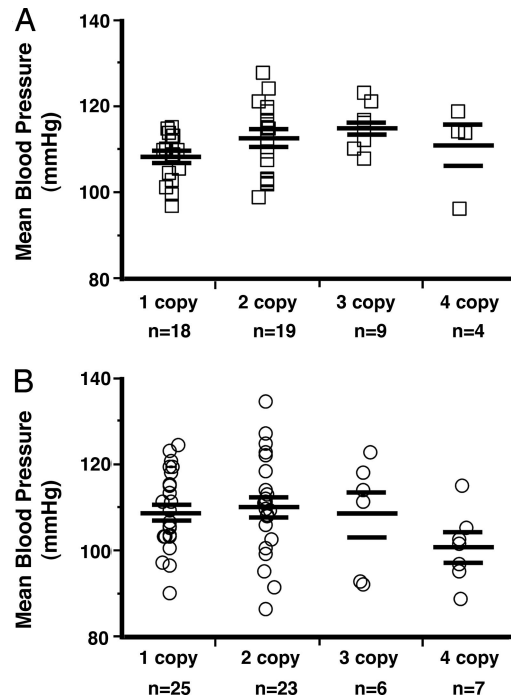 A
Mean Blood Pressure
(mmHg)
140
120
100
80
1 copy 2 copy 3 copy 4 copy
n=18 n=19 n=9 n=4
B
Mean Blood Pressure
(mmHg)
140
120
100
80
1 copy 2 copy 3 copy 4 copy
n=25 n=23 n=6 n=7